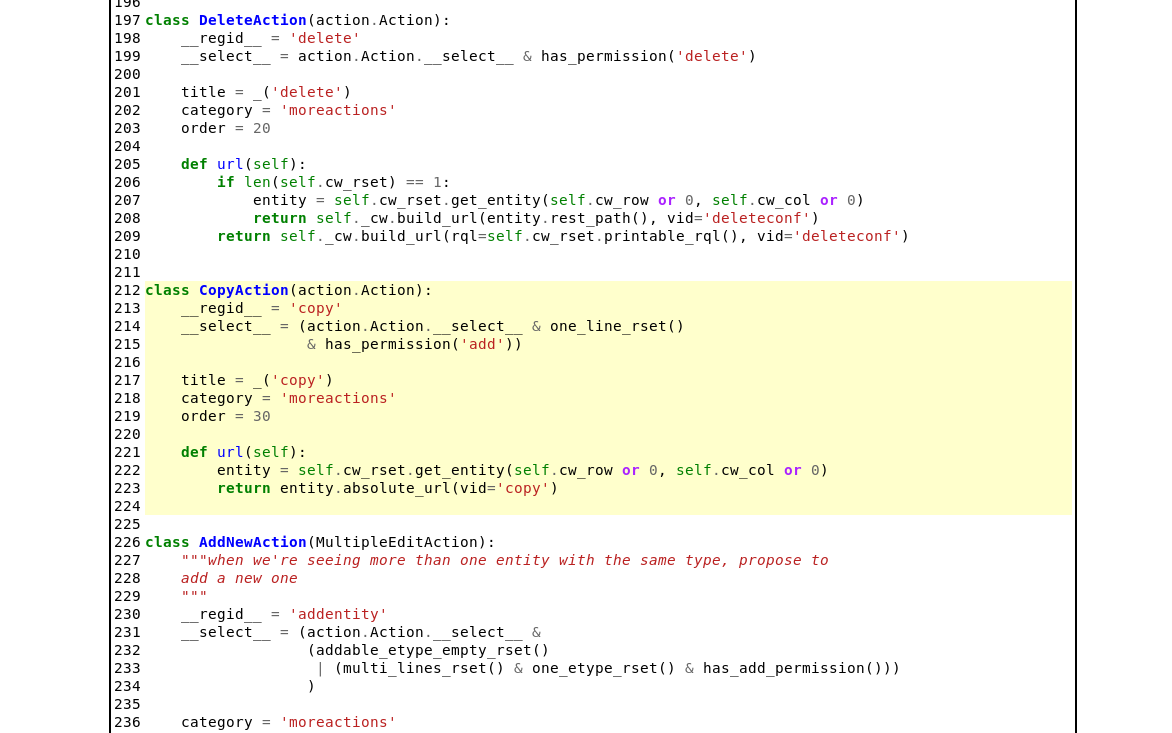 196
197 class DeleteAction(action.Action):
198     __regid__ = 'delete'
199     __select__ = action.Action.__select__ & has_permission('delete')
200
201     title = _('delete')
202     category = 'moreactions'
203     order = 20
204
205     def url(self):
206         if len(self.cw_rset) == 1:
207             entity = self.cw_rset.get_entity(self.cw_row or 0, self.cw_col or 0)
208             return self._cw.build_url(entity.rest_path(), vid='deleteconf')
209         return self._cw.build_url(rql=self.cw_rset.printable_rql(), vid='deleteconf')
210
211
212 class CopyAction(action.Action):
213     __regid__ = 'copy'
214     __select__ = (action.Action.__select__ & one_line_rset()
215                   & has_permission('add'))
216
217     title = _('copy')
218     category = 'moreactions'
219     order = 30
220
221     def url(self):
222         entity = self.cw_rset.get_entity(self.cw_row or 0, self.cw_col or 0)
223         return entity.absolute_url(vid='copy')
224
225
226 class AddNewAction(MultipleEditAction):
227     """when we're seeing more than one entity with the same type, propose to
228     add a new one
229     """
230     __regid__ = 'addentity'
231     __select__ = (action.Action.__select__ &
232                   (addable_etype_empty_rset()
233                    | (multi_lines_rset() & one_etype_rset() & has_add_permission()))
234                   )
235
236     category = 'moreactions'